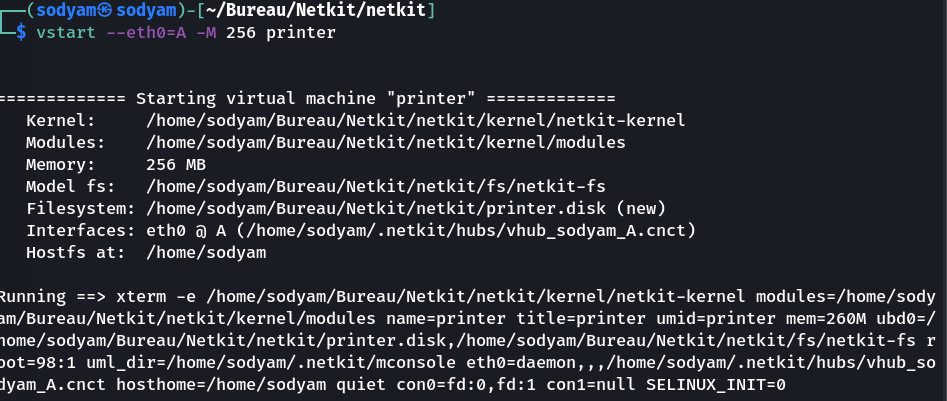 ┌──(sodyam㉿sodyam)-[~/Bureau/Netkit/netkit]
└─$ vstart --eth0=A -M 256 printer
============= Starting virtual machine "printer" =============
Kernel:     /home/sodyam/Bureau/Netkit/netkit/kernel/netkit-kernel
Modules:    /home/sodyam/Bureau/Netkit/netkit/kernel/modules
Memory:     256 MB
Model fs:   /home/sodyam/Bureau/Netkit/netkit/fs/netkit-fs
Filesystem: /home/sodyam/Bureau/Netkit/netkit/printer.disk (new)
Interfaces: eth0 @ A (/home/sodyam/.netkit/hubs/vhub_sodyam_A.cnct)
Hostfs at:  /home/sodyam
Running ==> xterm -e /home/sodyam/Bureau/Netkit/netkit/kernel/netkit-kernel modules=/home/sody
am/Bureau/Netkit/netkit/kernel/modules name=printer title=printer umid=printer mem=260M ubd0=/
home/sodyam/Bureau/Netkit/netkit/printer.disk,/home/sodyam/Bureau/Netkit/netkit/fs/netkit-fs r
oot=98:1 uml_dir=/home/sodyam/.netkit/mconsole eth0=daemon,,,/home/sodyam/.netkit/hubs/vhub_so
dyam_A.cnct hosthome=/home/sodyam quiet con0=fd:0,fd:1 con1=null SELINUX_INIT=0